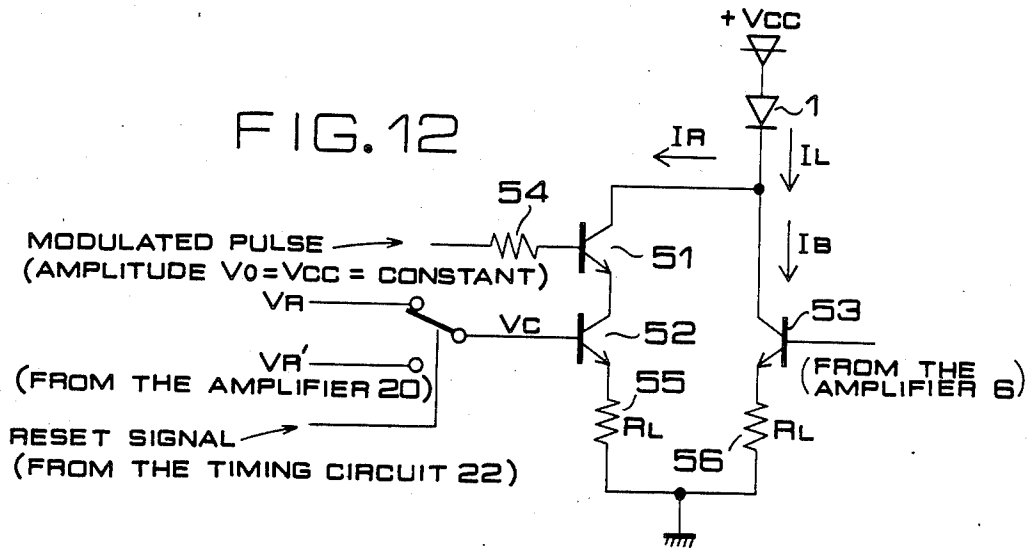 + VCC
FIG. 12
1
IR
IL
54
MODULATED PULSE
(AMPLITUDE VO = VCC = CONSTANT)
51
IB
VR
VC
52
53
VR'
(FROM THE AMPLIFIER 20)
(FROM THE AMPLIFIER 6)
55
RL
RESET SIGNAL
(FROM THE TIMING CIRCUIT 22)
56
RL